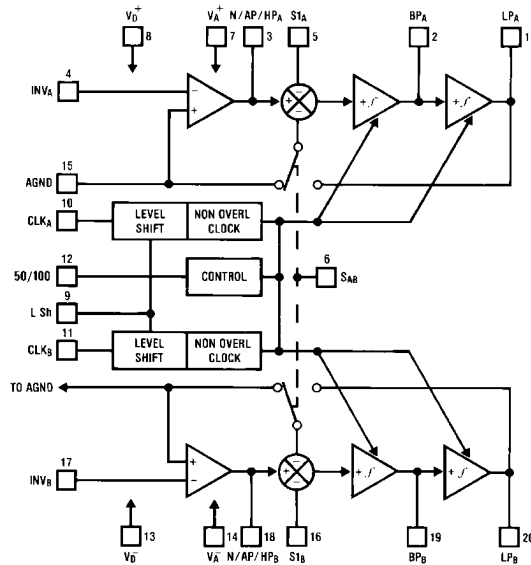 V_D^+ V_A^+ N/AP/HP_A S1_A BP_A LP_A
8 7 3 5 2 1
4
INV_A
− + + − − + ∫ + ∫
15
AGND
10
CLK_A LEVEL SHIFT NON OVERL CLOCK
12
50/100 CONTROL
6
S_AB
9
L Sh
11
CLK_B LEVEL SHIFT NON OVERL CLOCK
TO AGND
17
INV_B
+ − + − − + ∫ + ∫
13 14 18 16 19 20
V_D^- V_A^- N/AP/HP_B S1_B BP_B LP_B